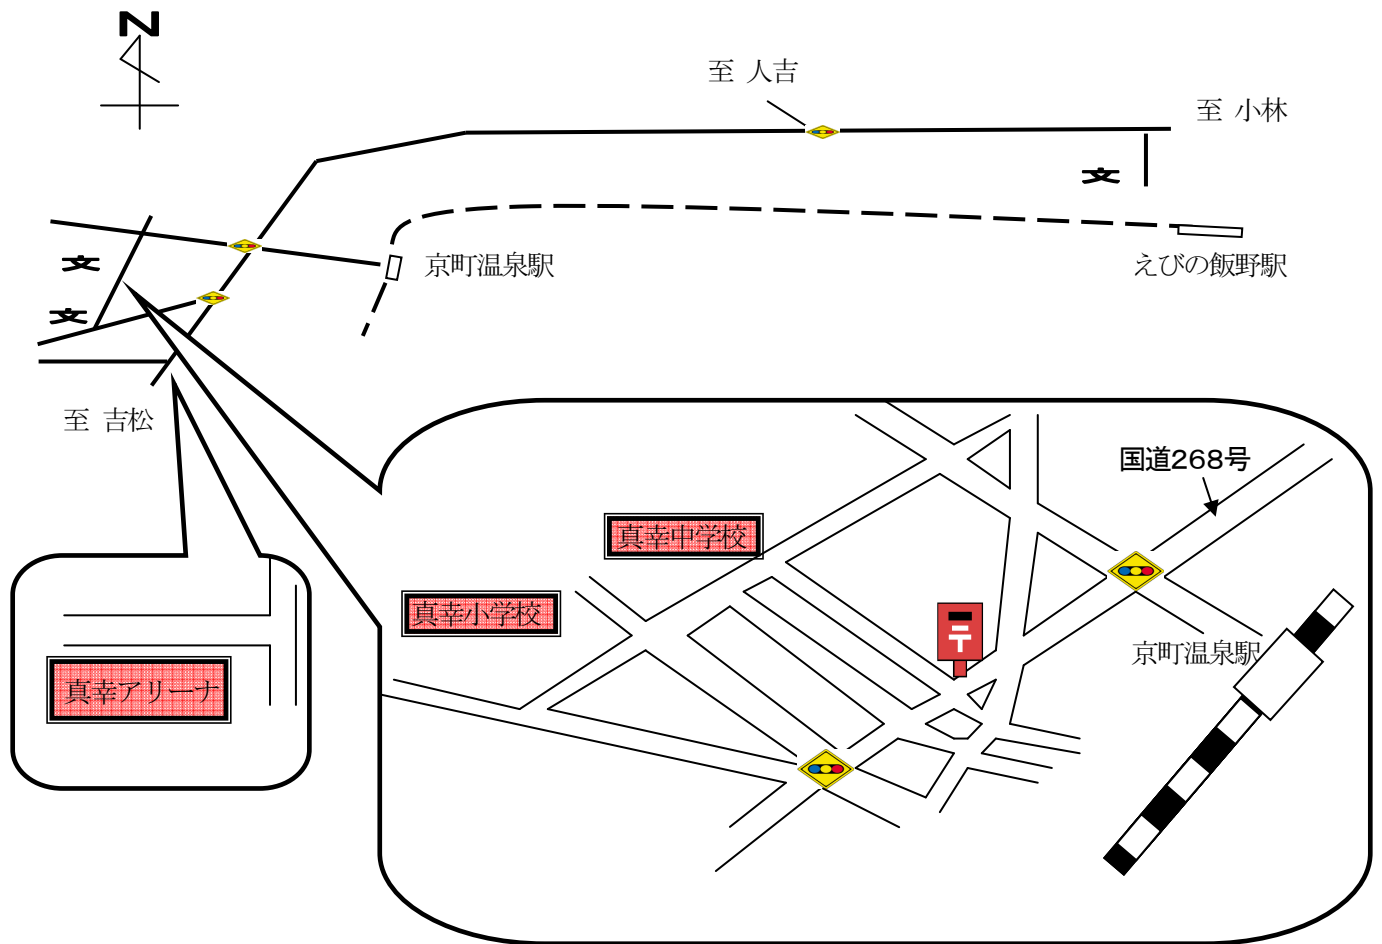 N
至 人吉
至 小林
文
文
文
京町温泉駅
えびの飯野駅
至 吉松
国道268号
真幸中学校
真幸小学校
〒
京町温泉駅
真幸アリーナ